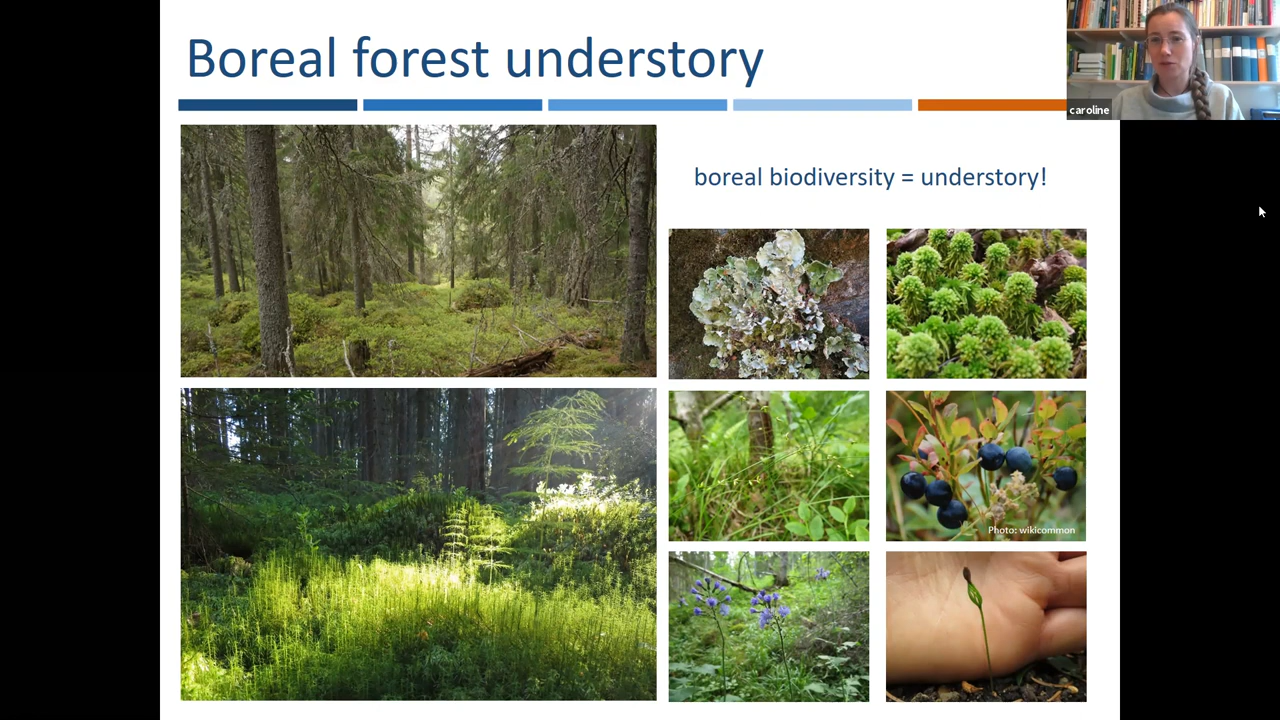 Boreal forest understory
caroline
boreal biodiversity = understory!
Photo: wikicommon